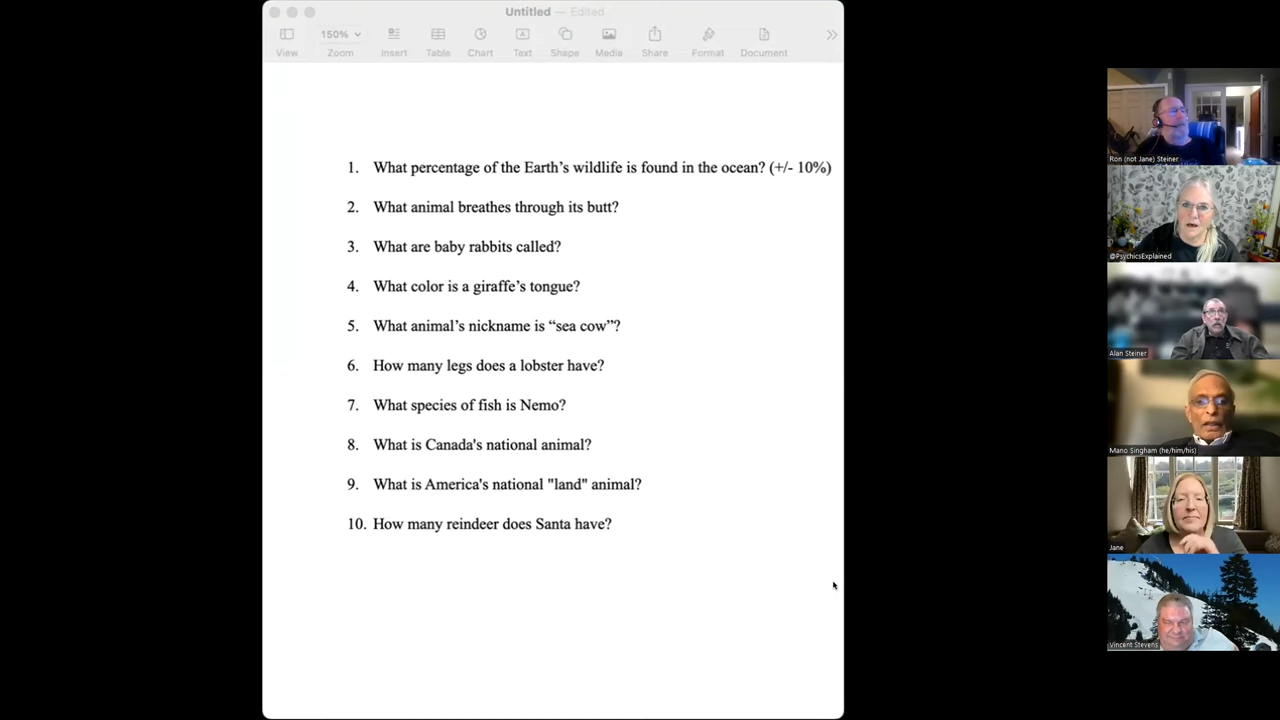 Untitled — Edited
150%
View
Zoom
Insert
Table
Chart
Text
Shape
Media
Share
Format
Document
1. What percentage of the Earth’s wildlife is found in the ocean? (+/- 10%)
2. What animal breathes through its butt?
3. What are baby rabbits called?
4. What color is a giraffe’s tongue?
5. What animal’s nickname is “sea cow”?
6. How many legs does a lobster have?
7. What species of fish is Nemo?
8. What is Canada's national animal?
9. What is America's national "land" animal?
10. How many reindeer does Santa have?
Ron (not Jane) Steiner
@PsychicsExplained
Alan Steiner
Mano Singham (he/him/his)
Jane
Vincent Stevens